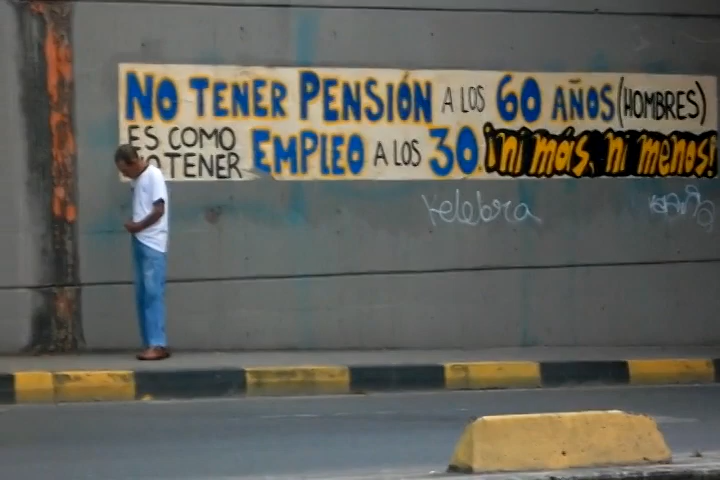 NO TENER PENSIÓN A LOS 60 AÑOS (HOMBRES)
ES COMO
NO TENER EMPLEO A LOS 30. ¡ni más, ni menos!